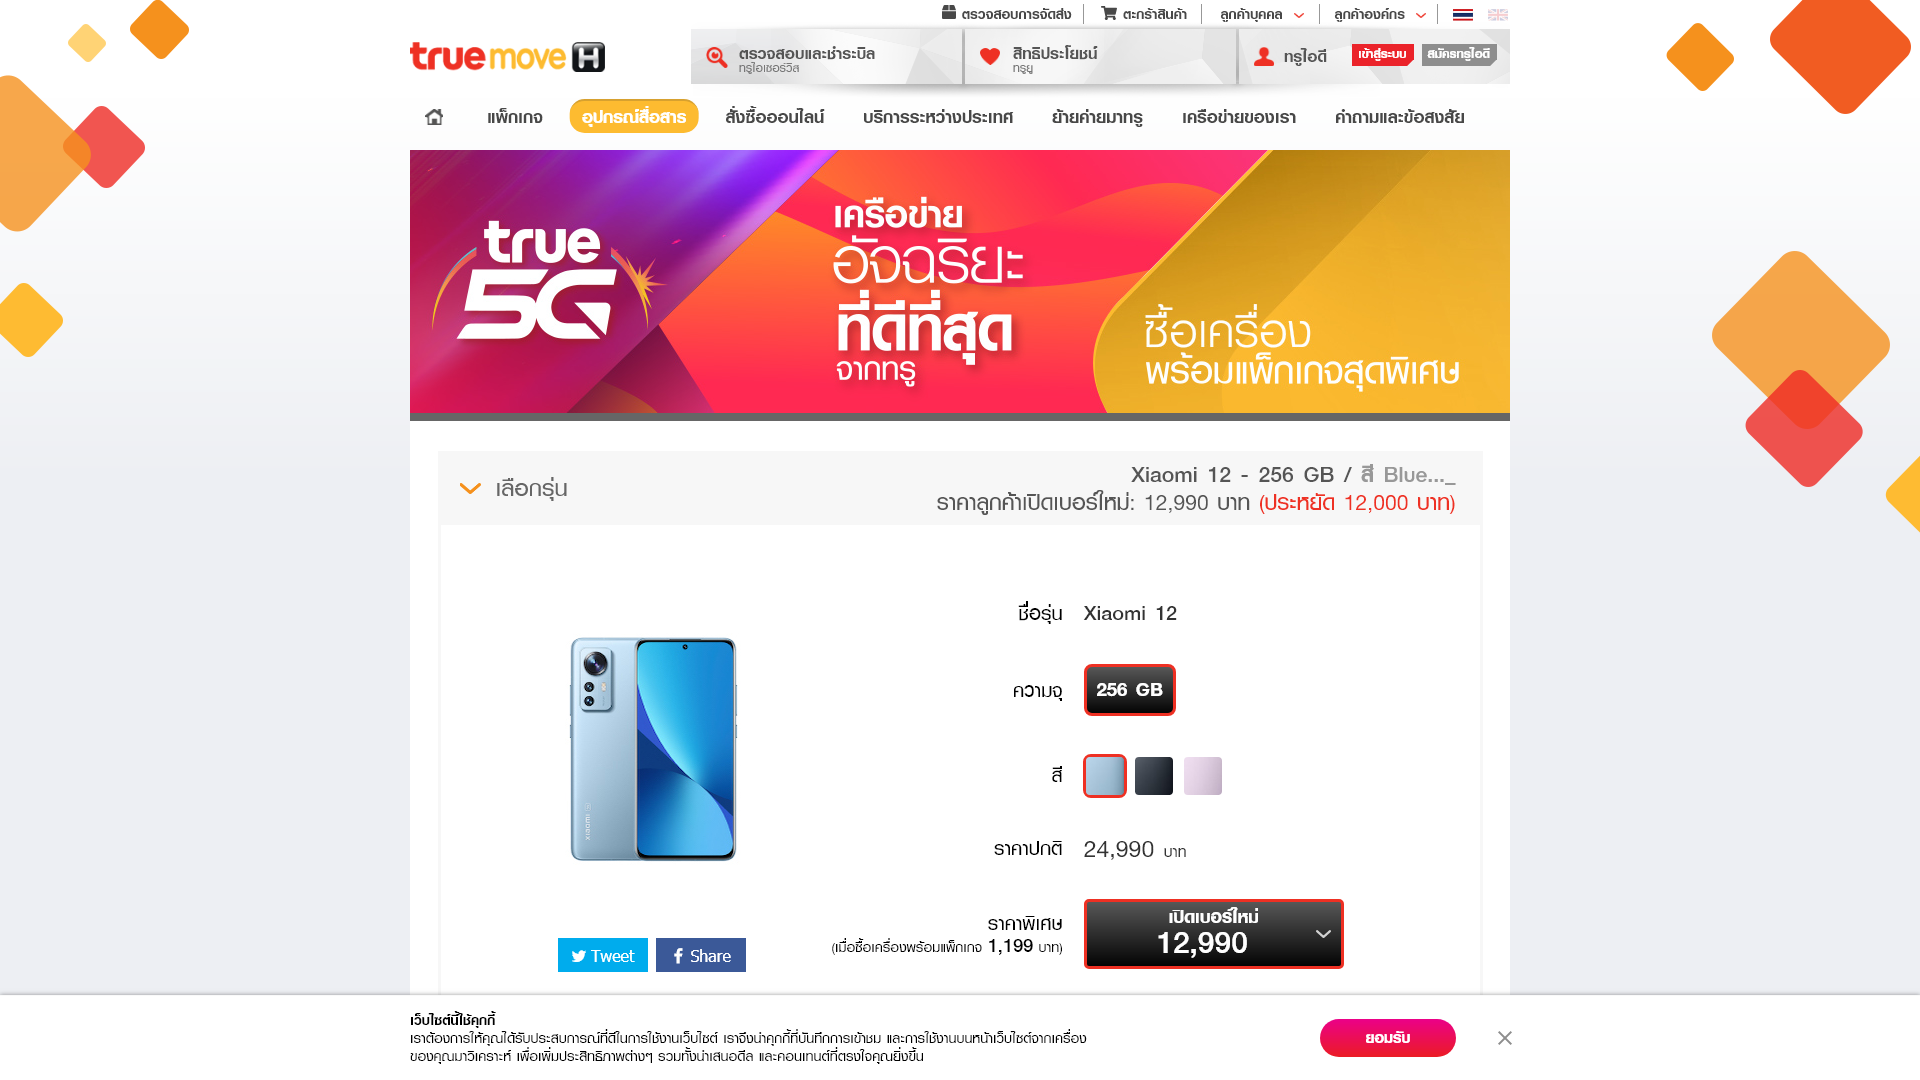 ตรวจสอบการจัดส่ง
ตะกร้าสินค้า
ลูกค้าบุคคล
ลูกค้าองค์กร
truemove H
ตรวจสอบและชำระบิล
ทรูไอเซอร์วิส
สิทธิประโยชน์
ทรูยู
ทรูไอดี
เข้าสู่ระบบ
สมัครทรูไอดี
แพ็กเกจ
อุปกรณ์สื่อสาร
สั่งซื้อออนไลน์
บริการระหว่างประเทศ
ย้ายค่ายมาทรู
เครือข่ายของเรา
คำถามและข้อสงสัย
true
5G
เครือข่าย
อัจฉริยะ
ที่ดีที่สุด
จากทรู
ซื้อเครื่อง
พร้อมแพ็กเกจสุดพิเศษ
เลือกรุ่น
Xiaomi 12 - 256 GB / สี Blue..._
ราคาลูกค้าเปิดเบอร์ใหม่: 12,990 บาท (ประหยัด 12,000 บาท)
ชื่อรุ่น Xiaomi 12
ความจุ 256 GB
สี
ราคาปกติ 24,990 บาท
ราคาพิเศษ
(เมื่อซื้อเครื่องพร้อมแพ็กเกจ 1,199 บาท)
เปิดเบอร์ใหม่
12,990
xiaomi
Tweet
Share
เว็บไซต์นี้ใช้คุกกี้
เราต้องการให้คุณได้รับประสบการณ์ที่ดีในการใช้งานเว็บไซต์ เราจึงนำคุกกี้ที่บันทึกการเข้าชม และการใช้งานบนหน้าเว็บไซต์จากเครื่อง
ของคุณมาวิเคราะห์ เพื่อเพิ่มประสิทธิภาพต่างๆ รวมทั้งนำเสนอดีล และคอนเทนต์ที่ตรงใจคุณยิ่งขึ้น
ยอมรับ